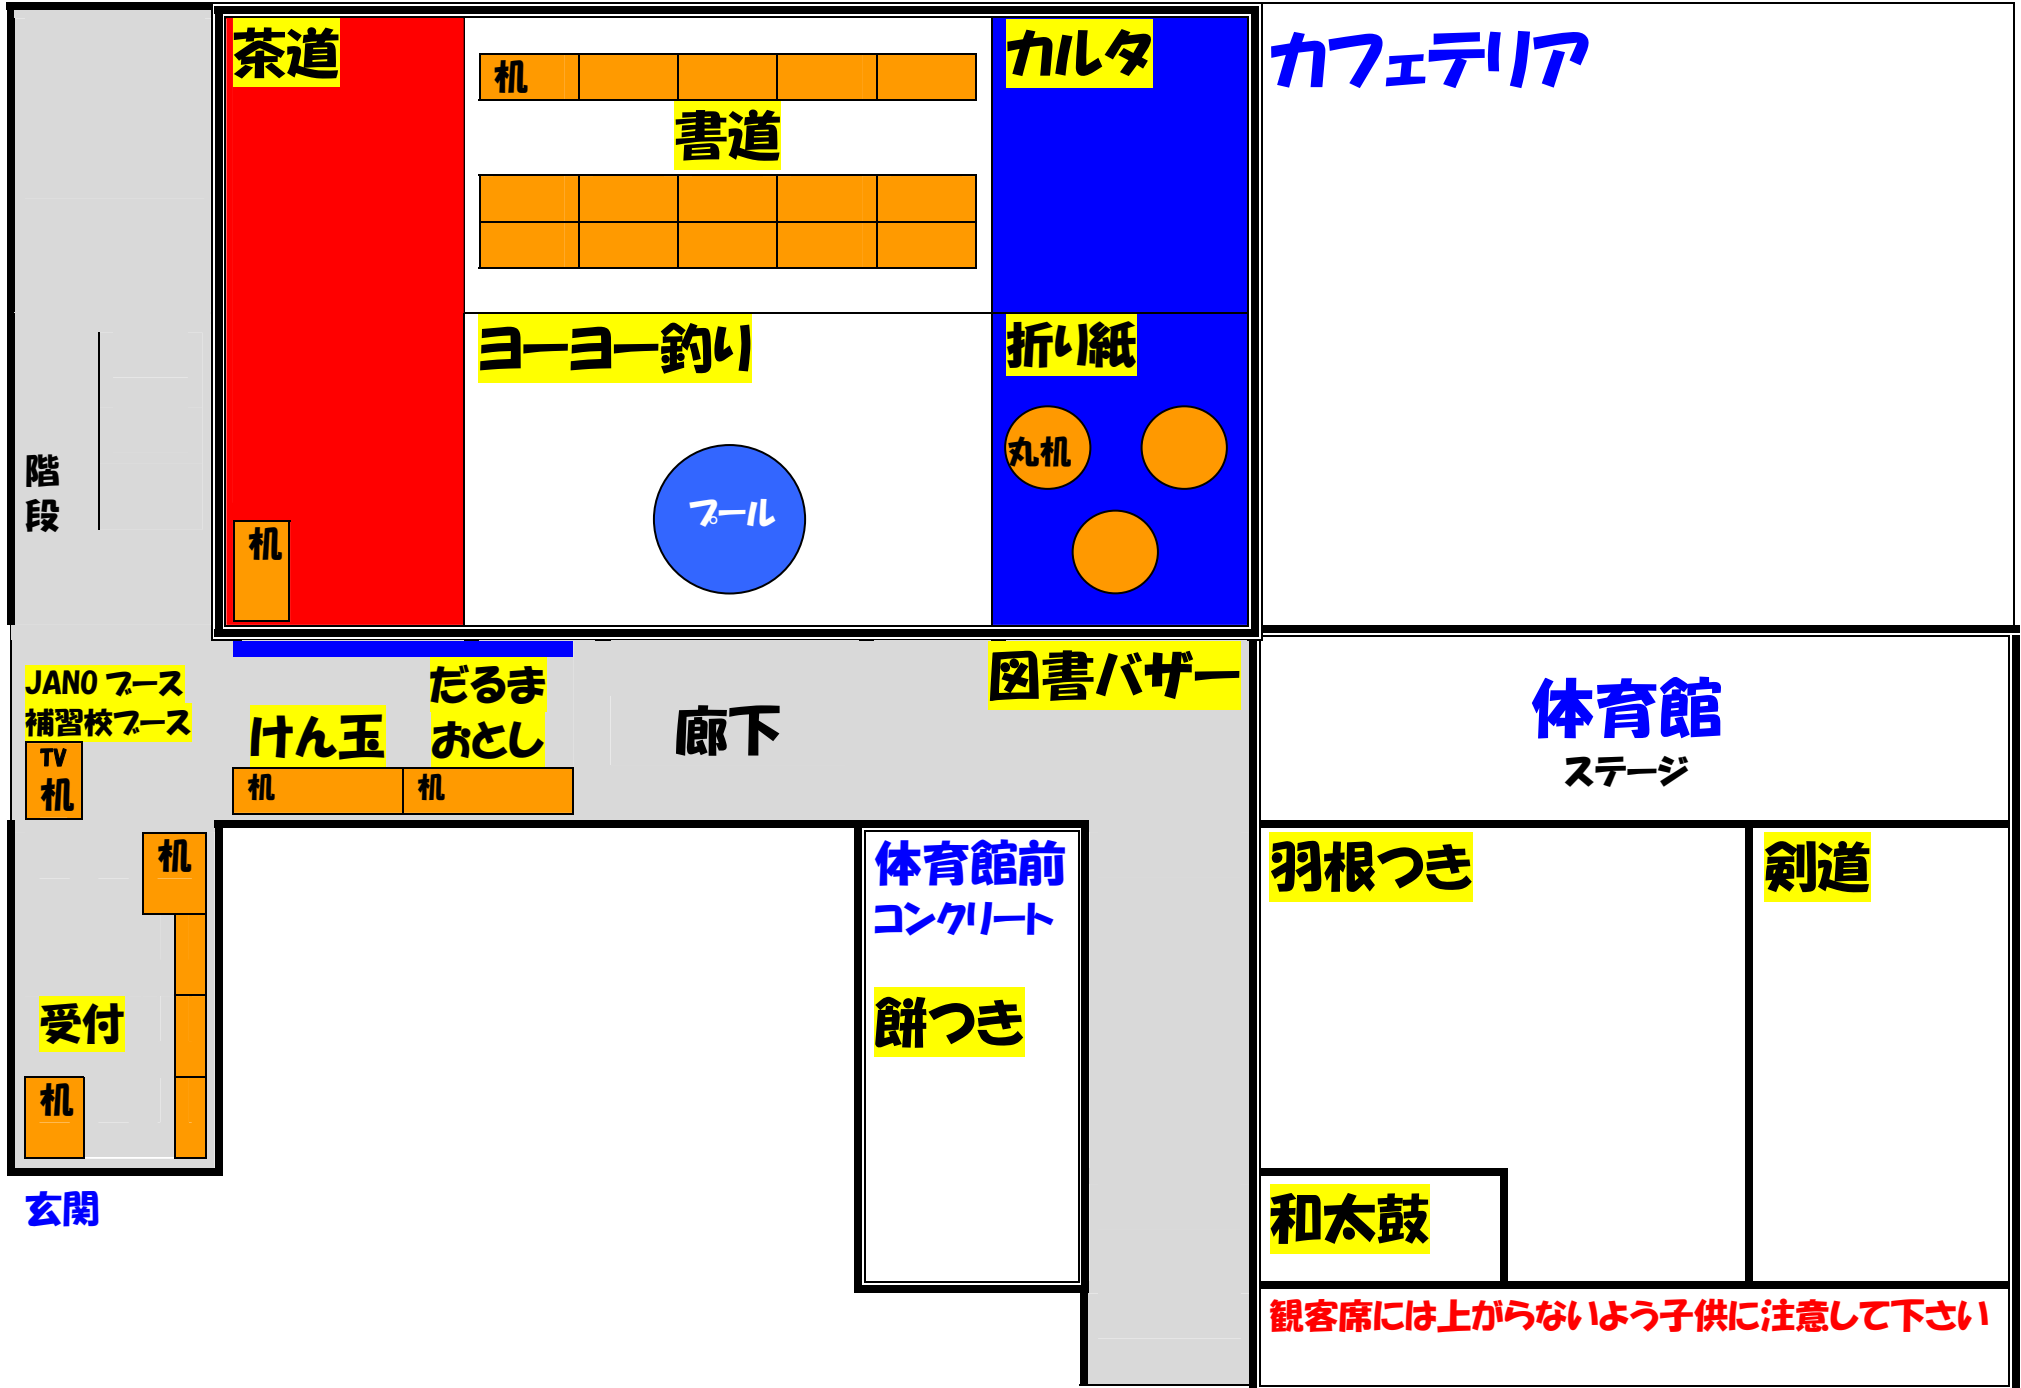 茶道
机
書道
カルタ
カフェテリア
ヨーヨー釣り
折り紙
丸机
プール
階
段
机
JANO ブース
補習校ブース
TV
机
けん玉
だるま
おとし
机
机
廊下
図書バザー
体育館
ステージ
机
受付
机
玄関
体育館前
コンクリート
餅つき
羽根つき
剣道
和太鼓
観客席には上がらないよう子供に注意して下さい